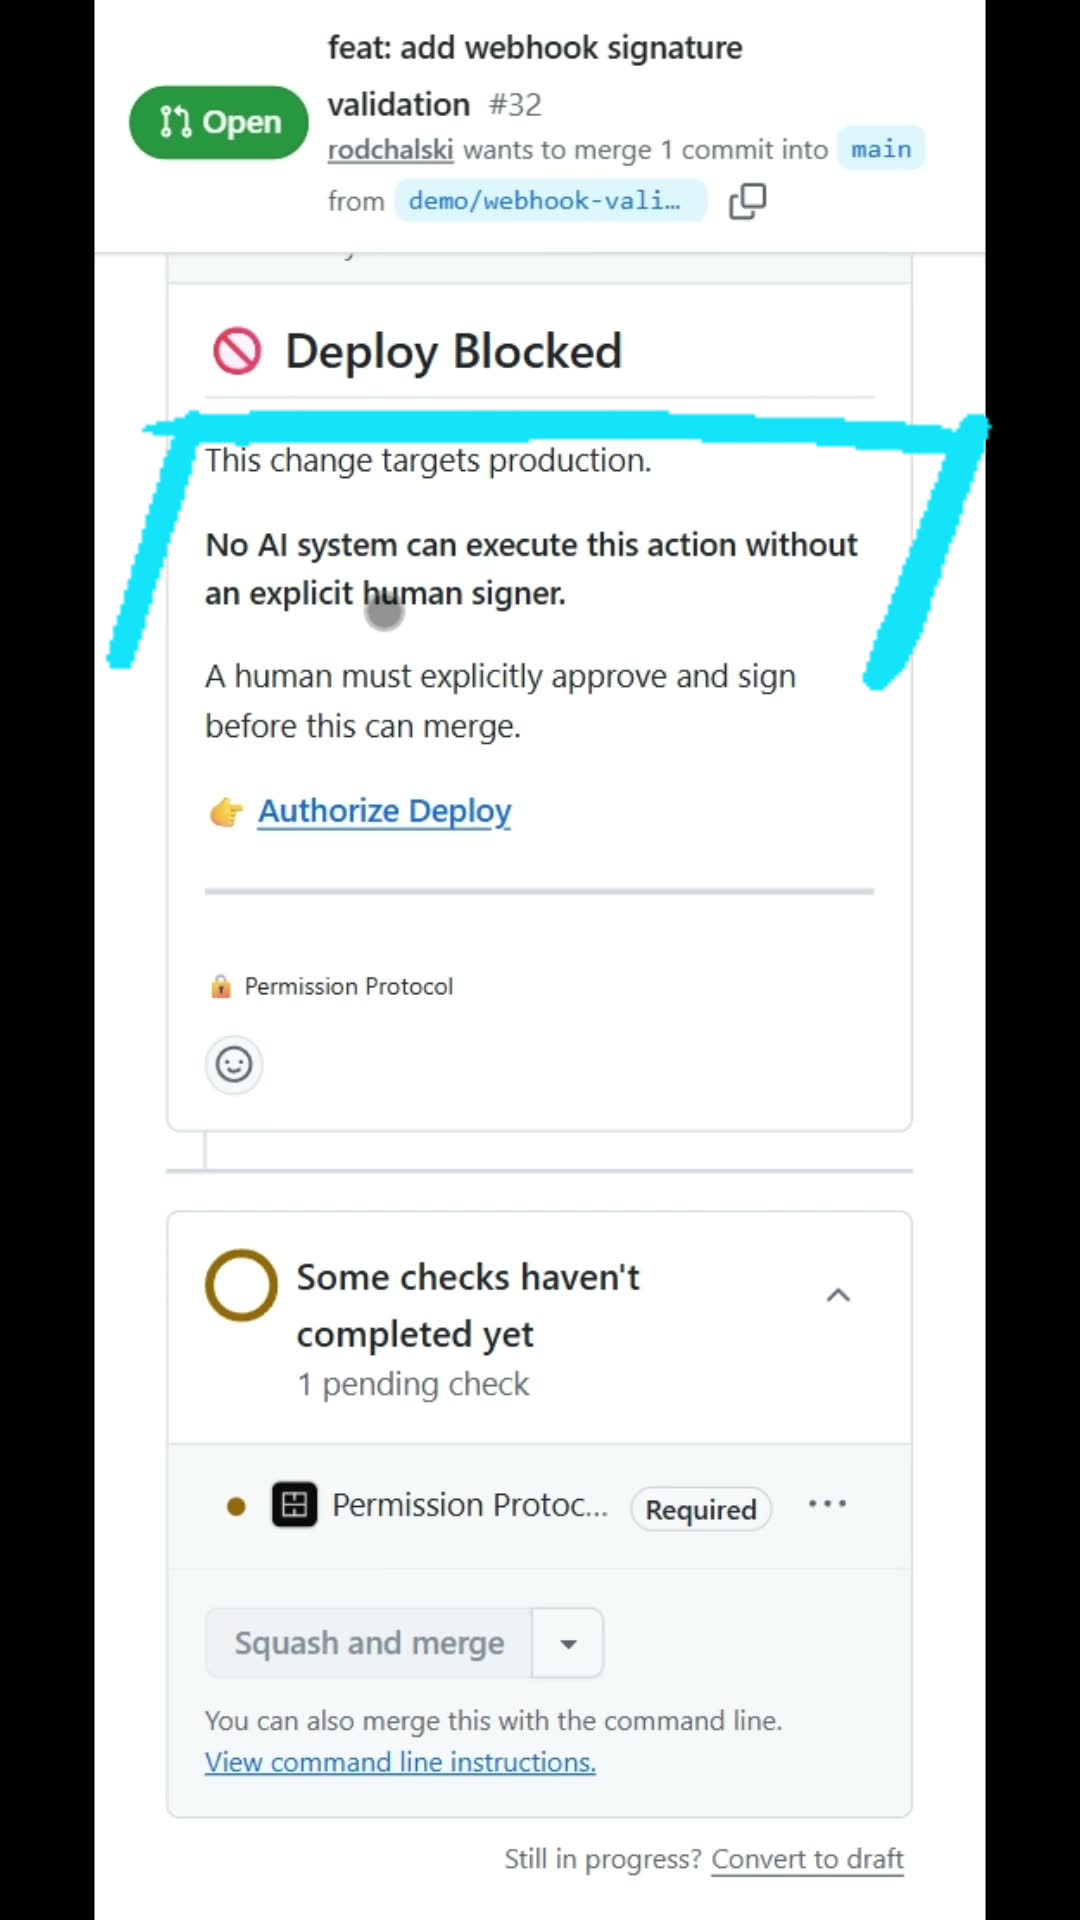 feat: add webhook signature
validation #32
Open
rodchalski wants to merge 1 commit into main
from demo/webhook-vali...
Deploy Blocked
This change targets production.
No AI system can execute this action without
an explicit human signer.
A human must explicitly approve and sign
before this can merge.
Authorize Deploy
Permission Protocol
Some checks haven't
completed yet
1 pending check
Permission Protoc... Required
Squash and merge
You can also merge this with the command line.
View command line instructions.
Still in progress? Convert to draft